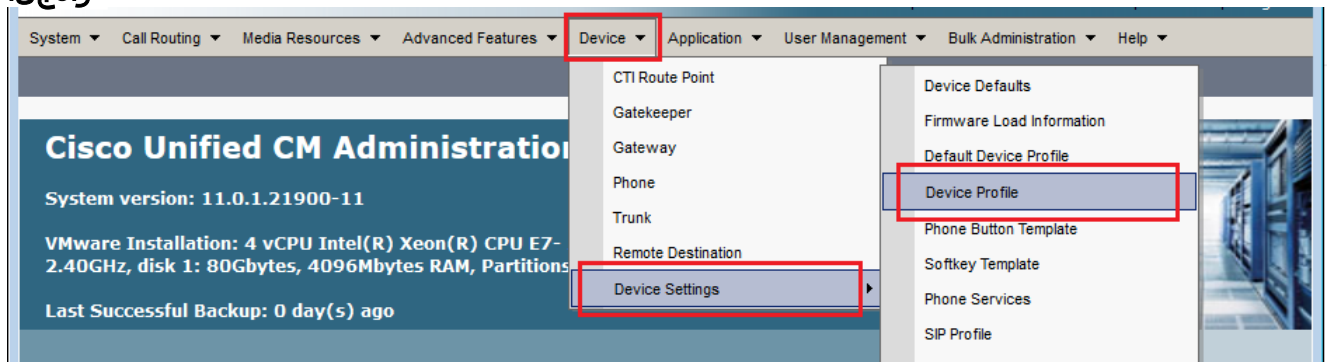 System Call Routing Media Resources Advanced Features Device Application User Management Bulk Administration Help
CTI Route Point
Gatekeeper
Gateway
Phone
Trunk
Remote Destination
Device Settings
Device Defaults
Firmware Load Information
Default Device Profile
Device Profile
Phone Button Template
Softkey Template
Phone Services
SIP Profile
Cisco Unified CM Administration
System version: 11.0.1.21900-11
VMware Installation: 4 vCPU Intel(R) Xeon(R) CPU E7-
2.40GHz, disk 1: 80Gbytes, 4096Mbytes RAM, Partitions
Last Successful Backup: 0 day(s) ago